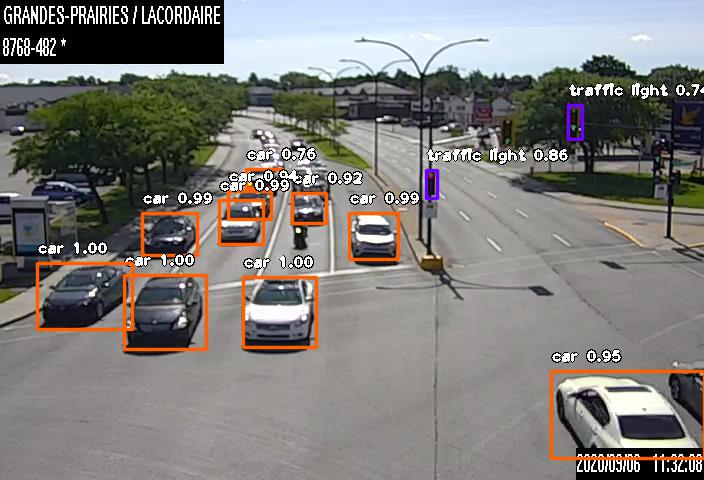 GRANDES-PRAIRIES / LACORDAIRE
8768-482 *
traffic light 0.74
car 0.76
traffic light 0.86
car 0.94
car 0.92
car 0.99
car 0.99
car 0.99
car 1.00
car 1.00
car 1.00
car 0.95
2020/09/06 11:32:08